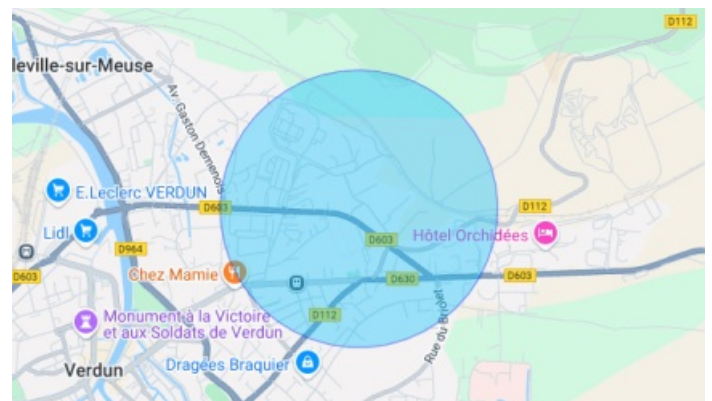 D112
leville-sur-Meuse
Av. Gaston Demenois
E.Leclerc VERDUN
D603
D112
Lidl
Hôtel Orchidées
D603
D964
D603
Chez Mamie
D630
D603
D112
Monument à la Victoire
et aux Soldats de Verdun
Rue du Briolet
Dragées Braquier
Verdun